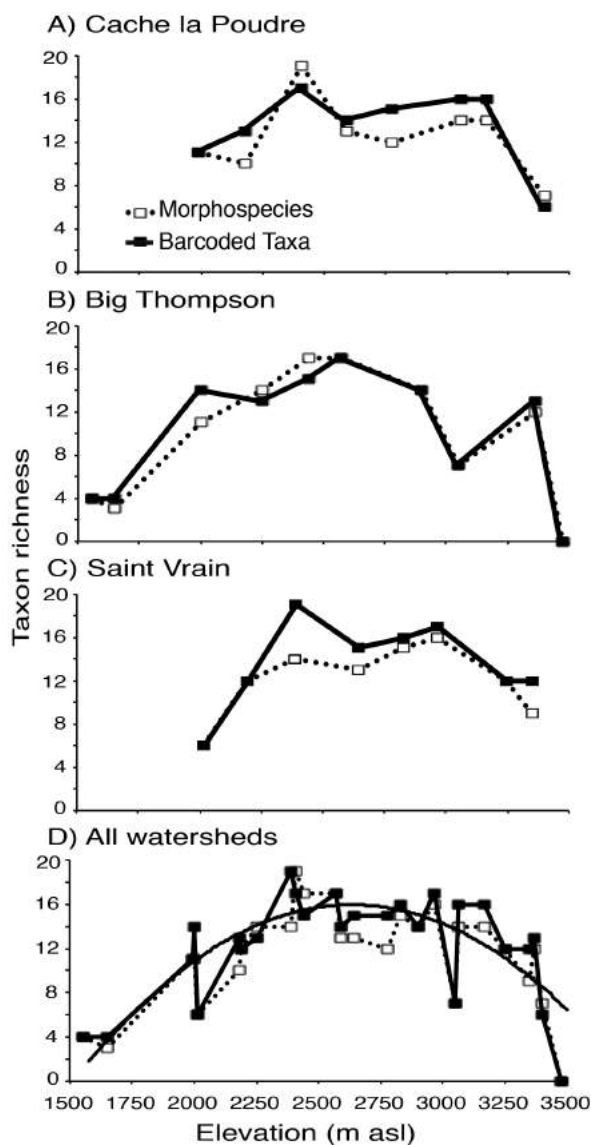 A) Cache la Poudre
20
16
12
8
4
0
Morphospecies
Barcoded Taxa
B) Big Thompson
20
16
12
8
4
0
Taxon richness
C) Saint Vrain
20
16
12
8
4
0
D) All watersheds
20
16
12
8
4
0
1500 1750 2000 2250 2500 2750 3000 3250 3500
Elevation (m asl)